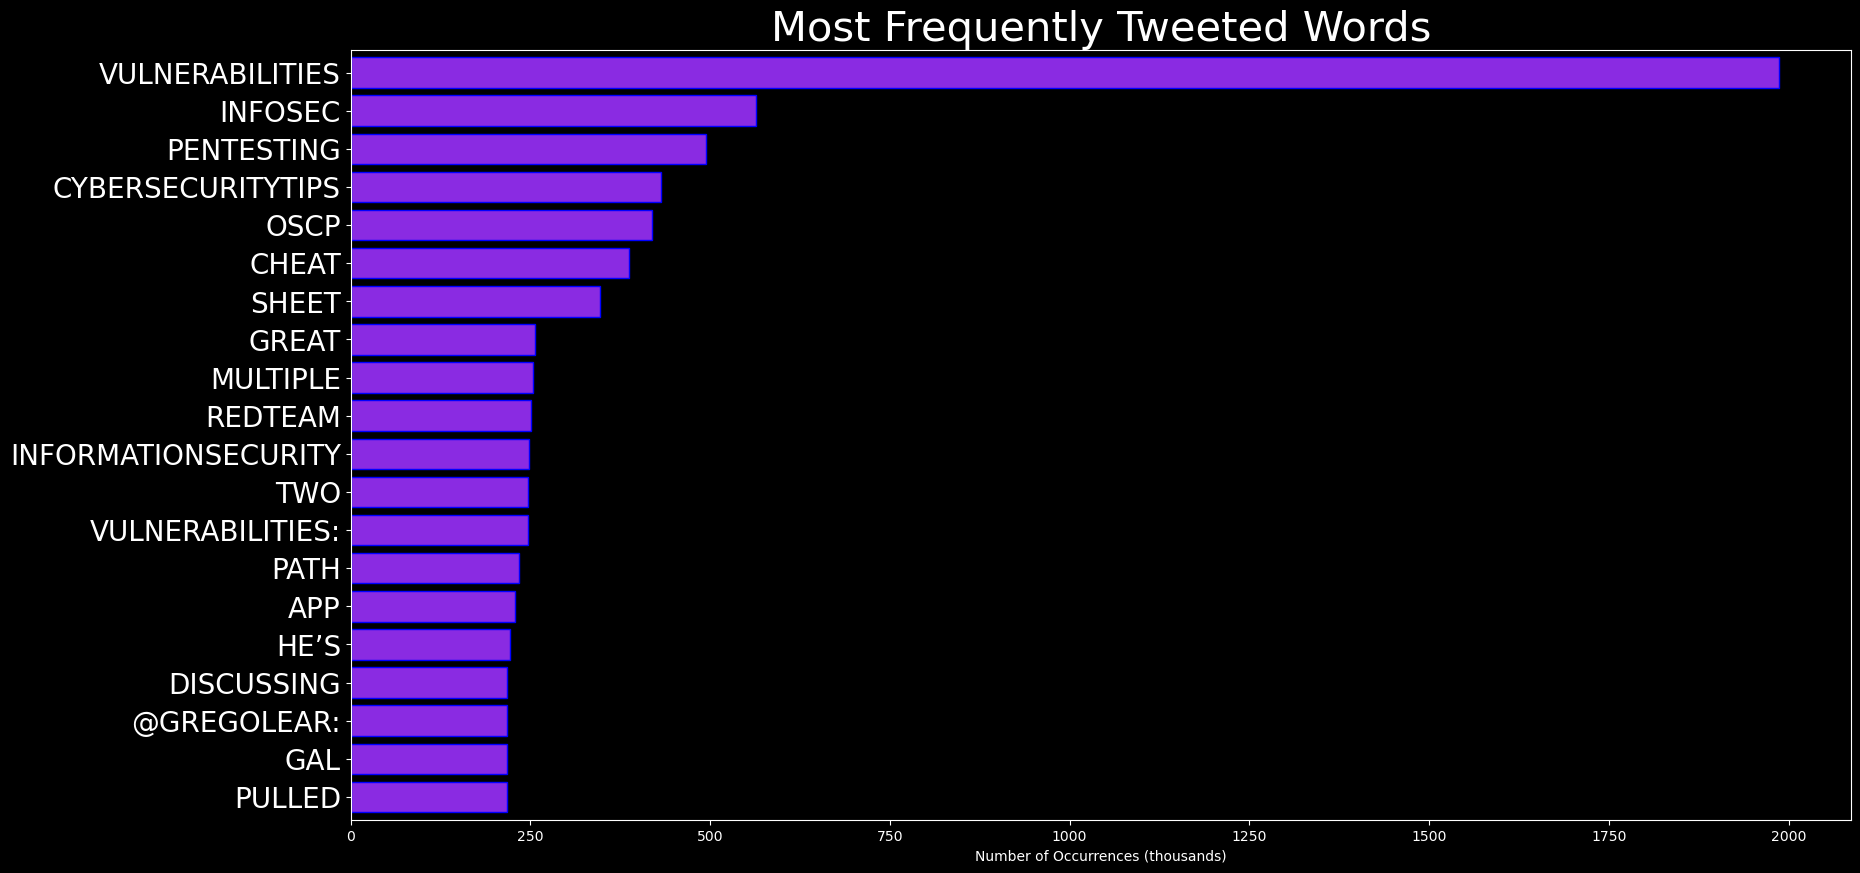 Most Frequently Tweeted Words
VULNERABILITIES
INFOSEC
PENTESTING
CYBERSECURITYTIPS
OSCP
CHEAT
SHEET
GREAT
MULTIPLE
REDTEAM
INFORMATIONSECURITY
TWO
VULNERABILITIES:
PATH
APP
HE’S
DISCUSSING
@GREGOLEAR:
GAL
PULLED
0 250 500 750 1000 1250 1500 1750 2000
Number of Occurrences (thousands)